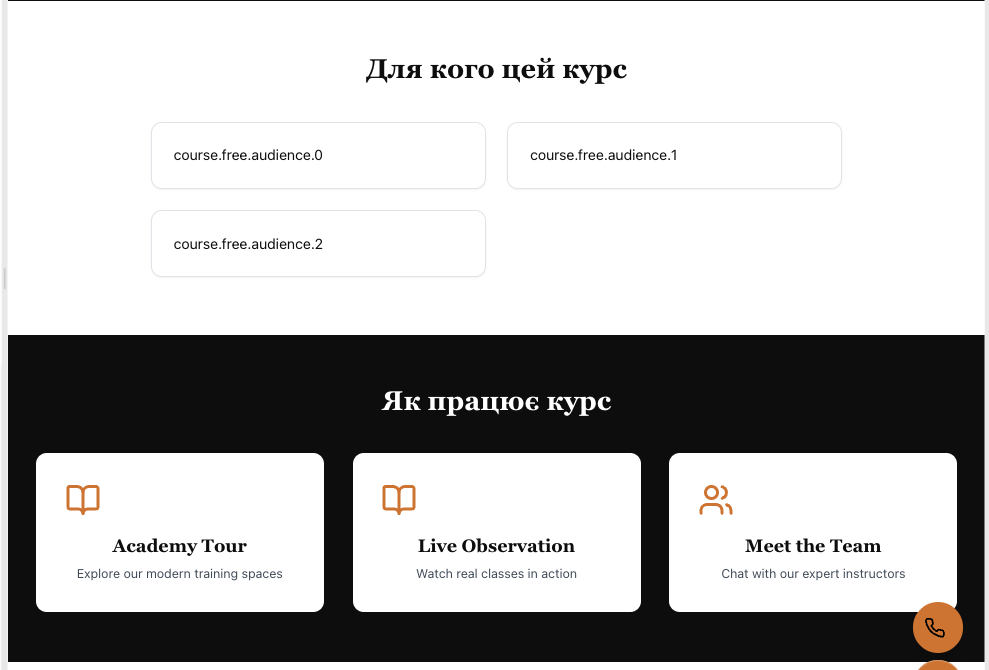 Для кого цей курс
course.free.audience.0
course.free.audience.1
course.free.audience.2
Як працює курс
Academy Tour
Explore our modern training spaces
Live Observation
Watch real classes in action
Meet the Team
Chat with our expert instructors